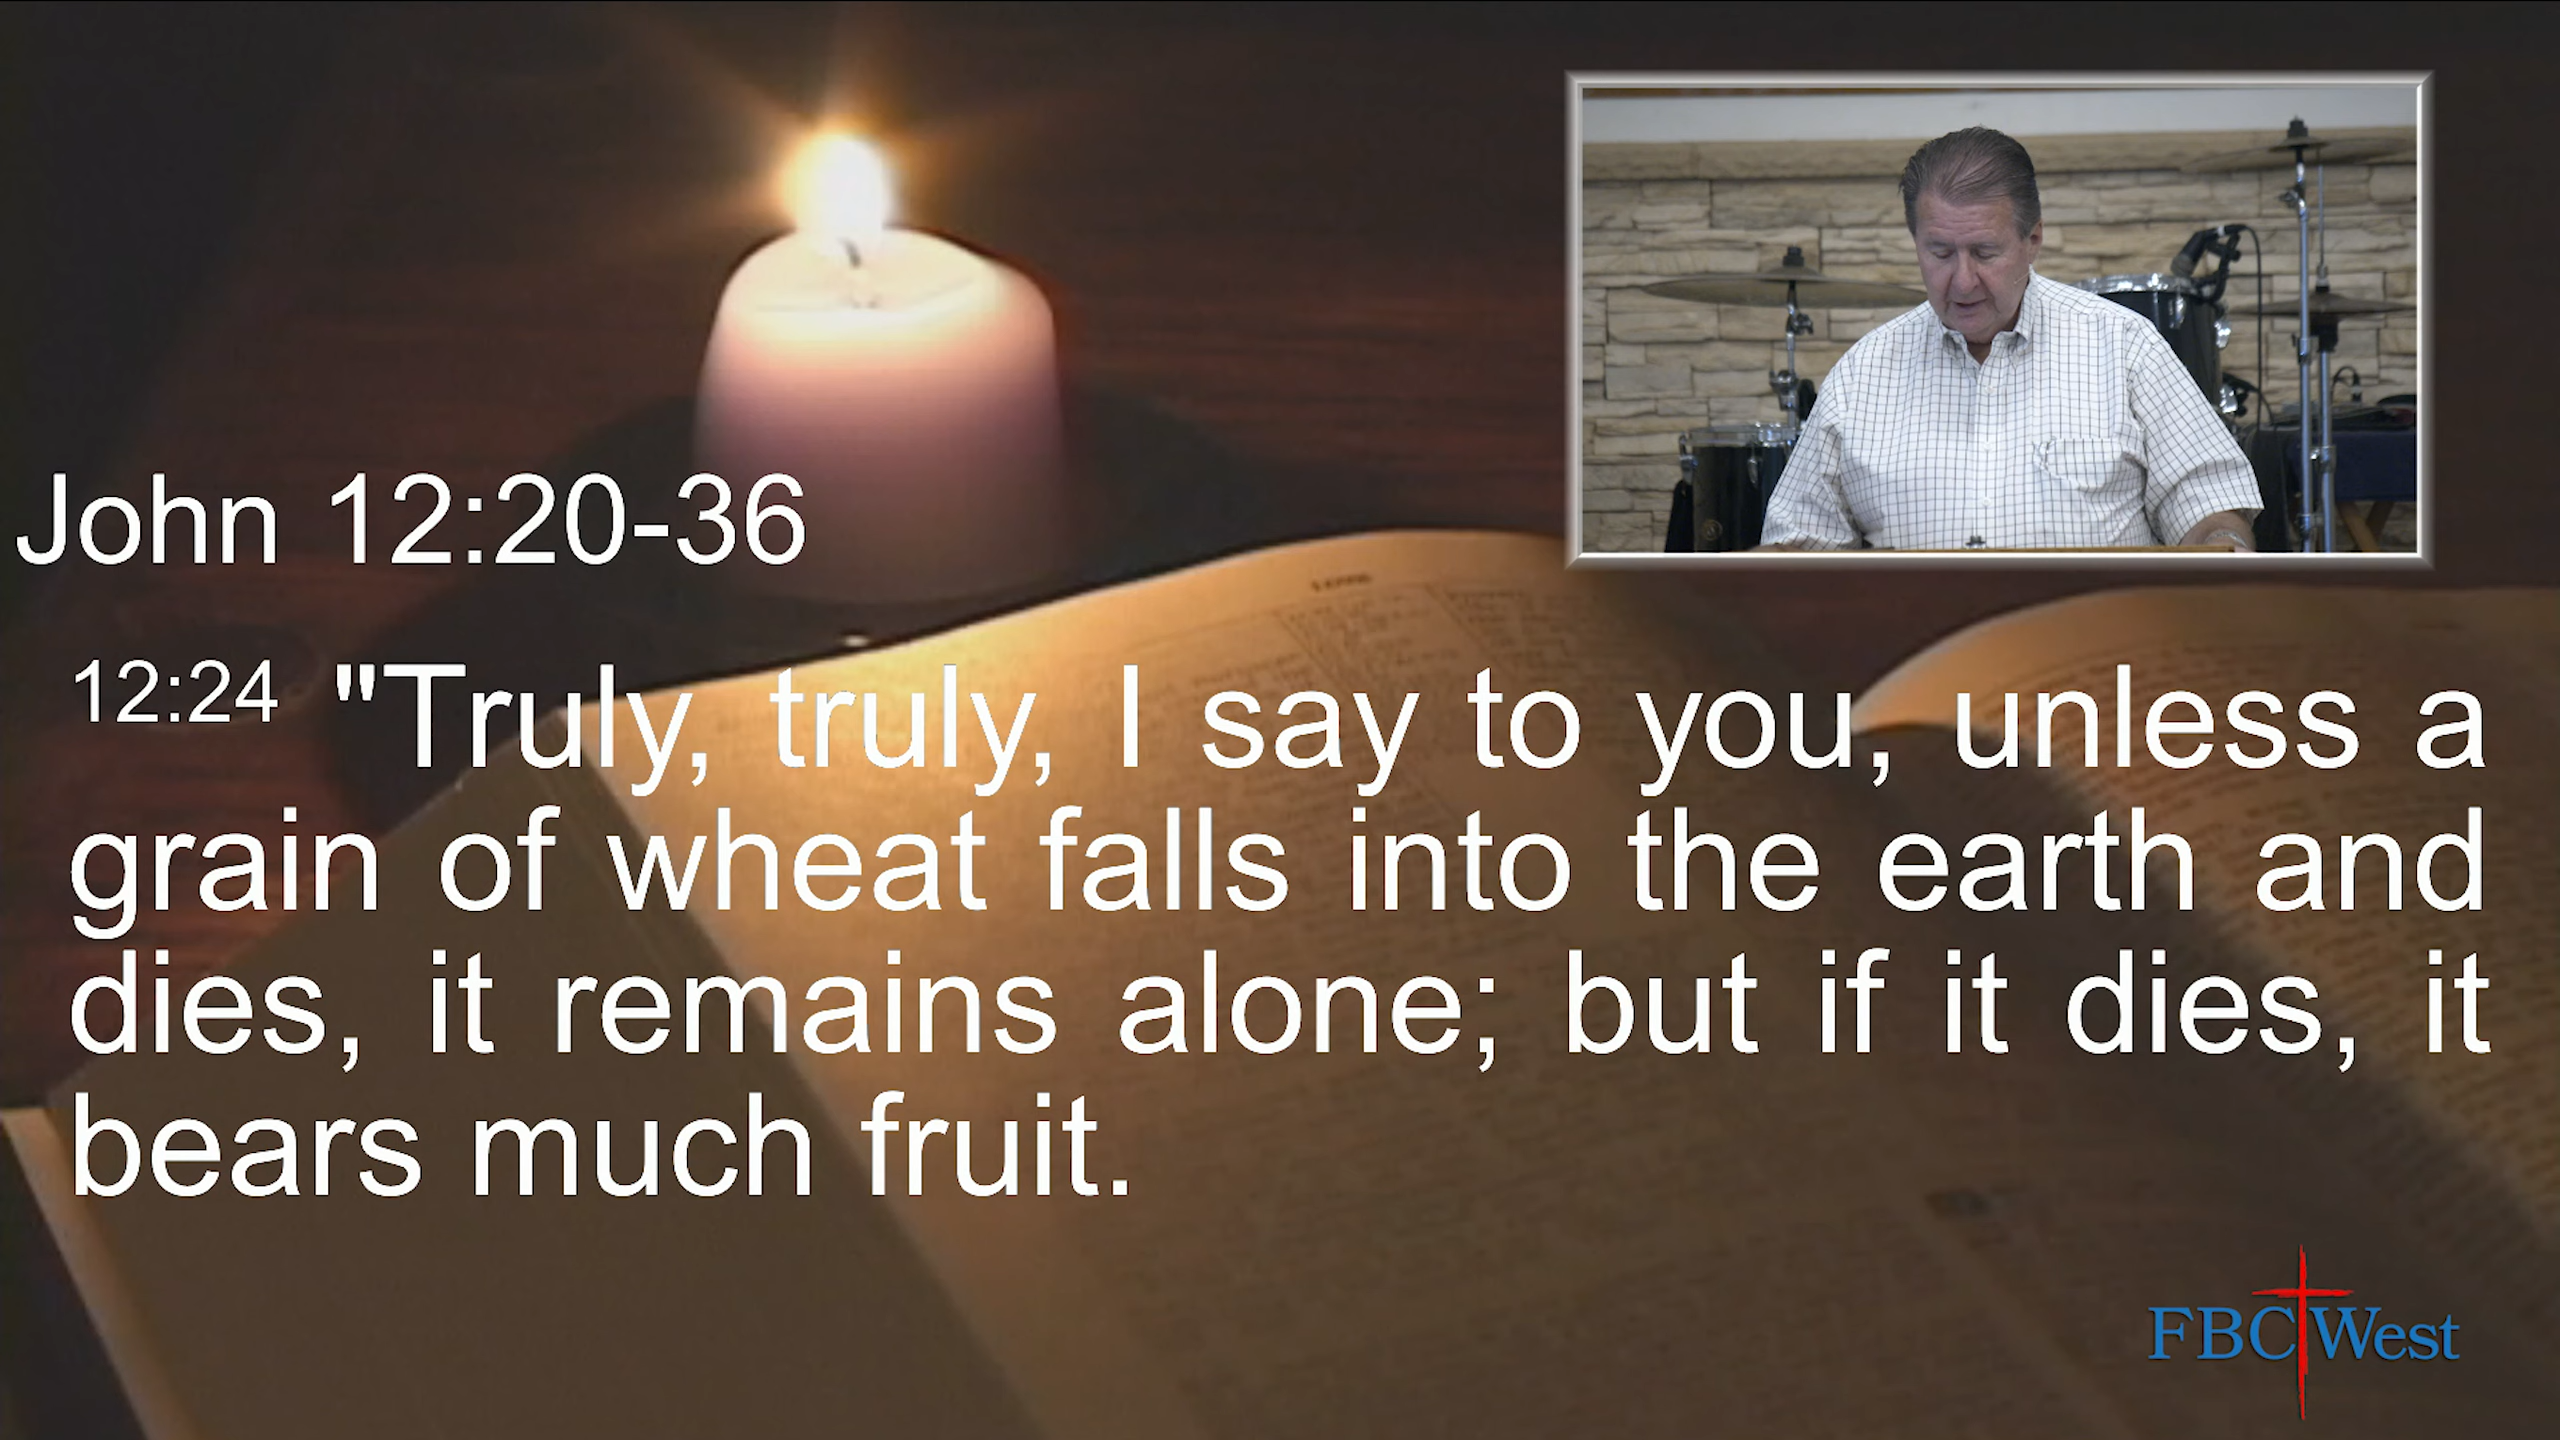 John 12:20-36
12:24 "Truly, truly, I say to you, unless a
grain of wheat falls into the earth and
dies, it remains alone; but if it dies, it
bears much fruit.
FBC West